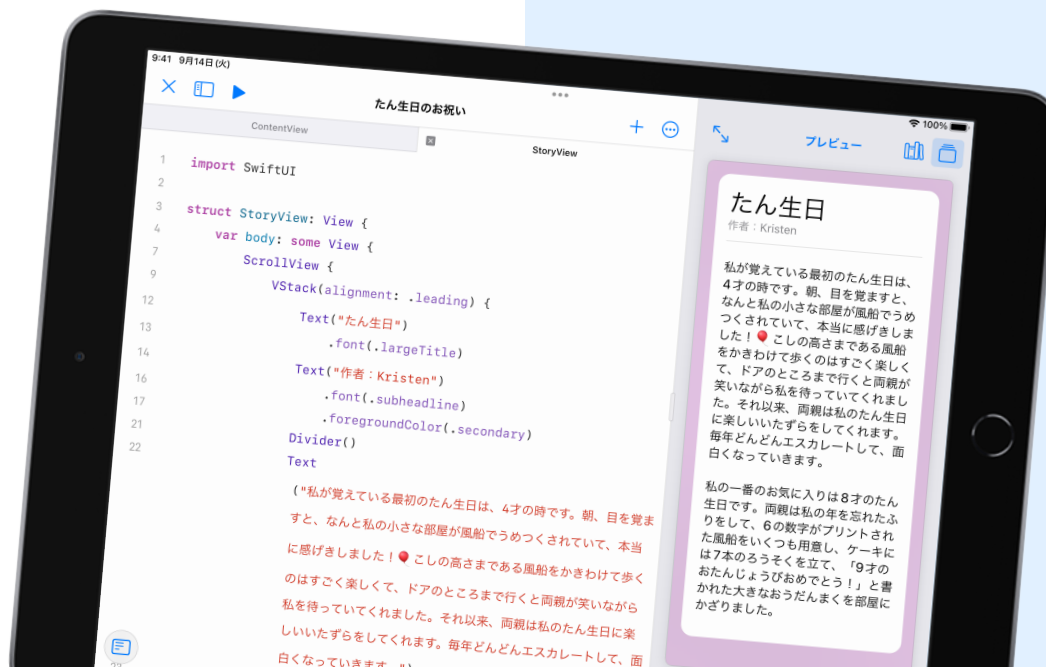 9:41 9月14日(火)
100%
たん生日のお祝い
プレビュー
ContentView
StoryView
1 import SwiftUI
2
3 struct StoryView: View {
4 var body: some View {
7 ScrollView {
9 VStack(alignment: .leading) {
12 Text("たん生日")
13 .font(.largeTitle)
14 Text("作者：Kristen")
16 .font(.subheadline)
17 .foregroundColor(.secondary)
21 Divider()
22 Text
("私が覚えている最初のたん生日は、4才の時です。朝、目を覚ま
すと、なんと私の小さな部屋が風船でうめつくされていて、本当
に感げきしました！🎈こしの高さまである風船をかきわけて歩く
のはすごく楽しくて、ドアのところまで行くと両親が笑いながら
私を待っていてくれました。それ以来、両親は私のたん生日に楽
しいいたずらをしてくれます。毎年どんどんエスカレートして、面
白くなっていきます。")
たん生日
作者：Kristen
私が覚えている最初のたん生日は、
4才の時です。朝、目を覚ますと、
なんと私の小さな部屋が風船でうめ
つくされていて、本当に感げきしま
した！🎈こしの高さまである風船
をかきわけて歩くのはすごく楽しく
て、ドアのところまで行くと両親が
笑いながら私を待っていてくれまし
た。それ以来、両親は私のたん生日
に楽しいいたずらをしてくれます。
毎年どんどんエスカレートして、面
白くなっていきます。
私の一番のお気に入りは8才のたん
生日です。両親は私の年を忘れたふ
りをして、6の数字がプリントされ
た風船をいくつも用意し、ケーキに
は7本のろうそくを立て、「9才の
おたんじょうびおめでとう！」と書
かれた大きなおうだんまくを部屋に
かざりました。